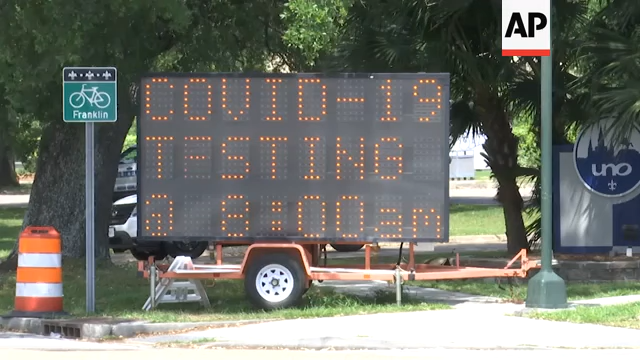 AP
Franklin
COVID-19
TESTING
@ 8:00am
uno